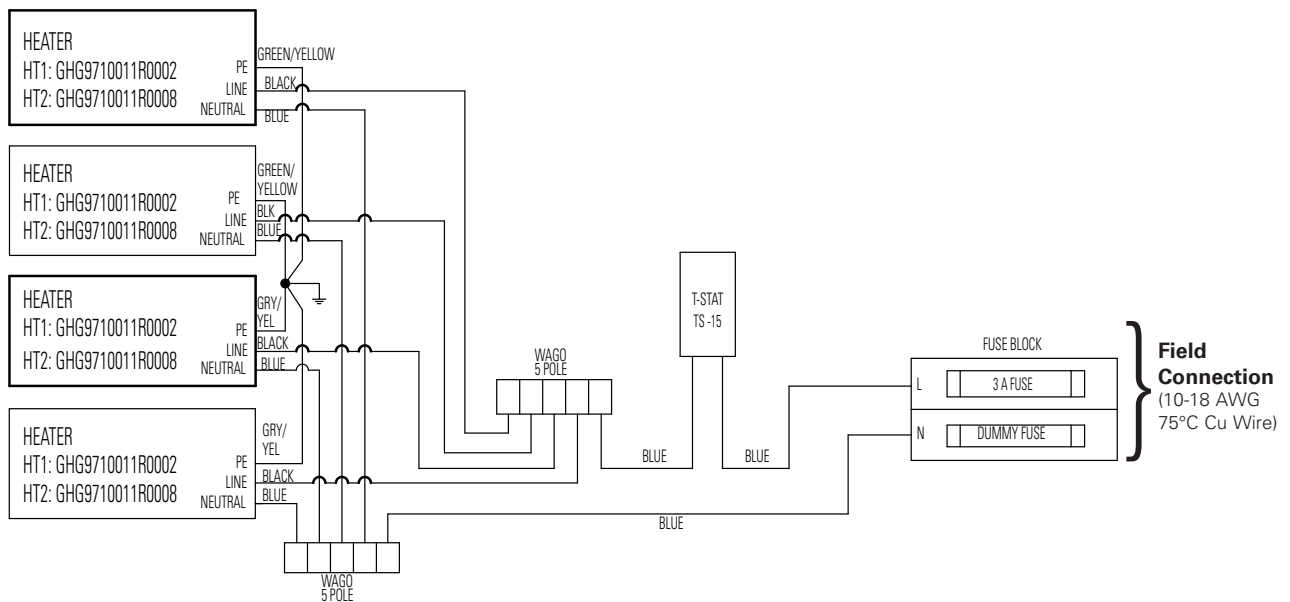 HEATER
HT1: GHG9710011R0002
HT2: GHG9710011R0008
PE
LINE
NEUTRAL
GREEN/YELLOW
BLACK
BLUE
HEATER
HT1: GHG9710011R0002
HT2: GHG9710011R0008
PE
LINE
NEUTRAL
GREEN/
YELLOW
BLK
BLUE
HEATER
HT1: GHG9710011R0002
HT2: GHG9710011R0008
PE
LINE
NEUTRAL
GRY/
YEL
BLACK
BLUE
HEATER
HT1: GHG9710011R0002
HT2: GHG9710011R0008
PE
LINE
NEUTRAL
GRY/
YEL
BLACK
BLUE
WAGO
5 POLE
WAGO
5 POLE
T-STAT
TS -15
BLUE
BLUE
BLUE
FUSE BLOCK
L
3 A FUSE
N
DUMMY FUSE
Field
Connection
(10-18 AWG
75°C Cu Wire)